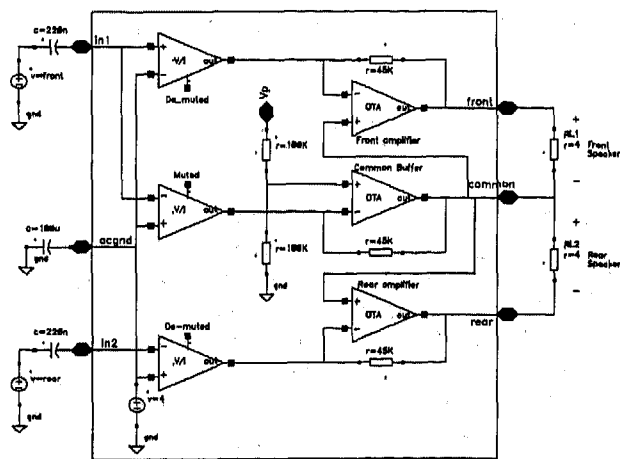 c=220n
in1
v=front
gnd
+
-
V/I
out
De_muted
r=45K
-
+
OTA
out
front
Front amplifier
Vp
r=100K
+
RL1
r=4
Front
Speaker
-
Muted
Common Buffer
+
-
OTA
out
common
-
+
V/I
out
c=100u
acgnd
gnd
r=100K
gnd
r=45K
+
RL2
r=4
Rear
Speaker
-
Rear amplifier
+
-
OTA
out
rear
De-muted
c=220n
in2
-
+
V/I
out
r=45K
v=rear
gnd
v=4
gnd